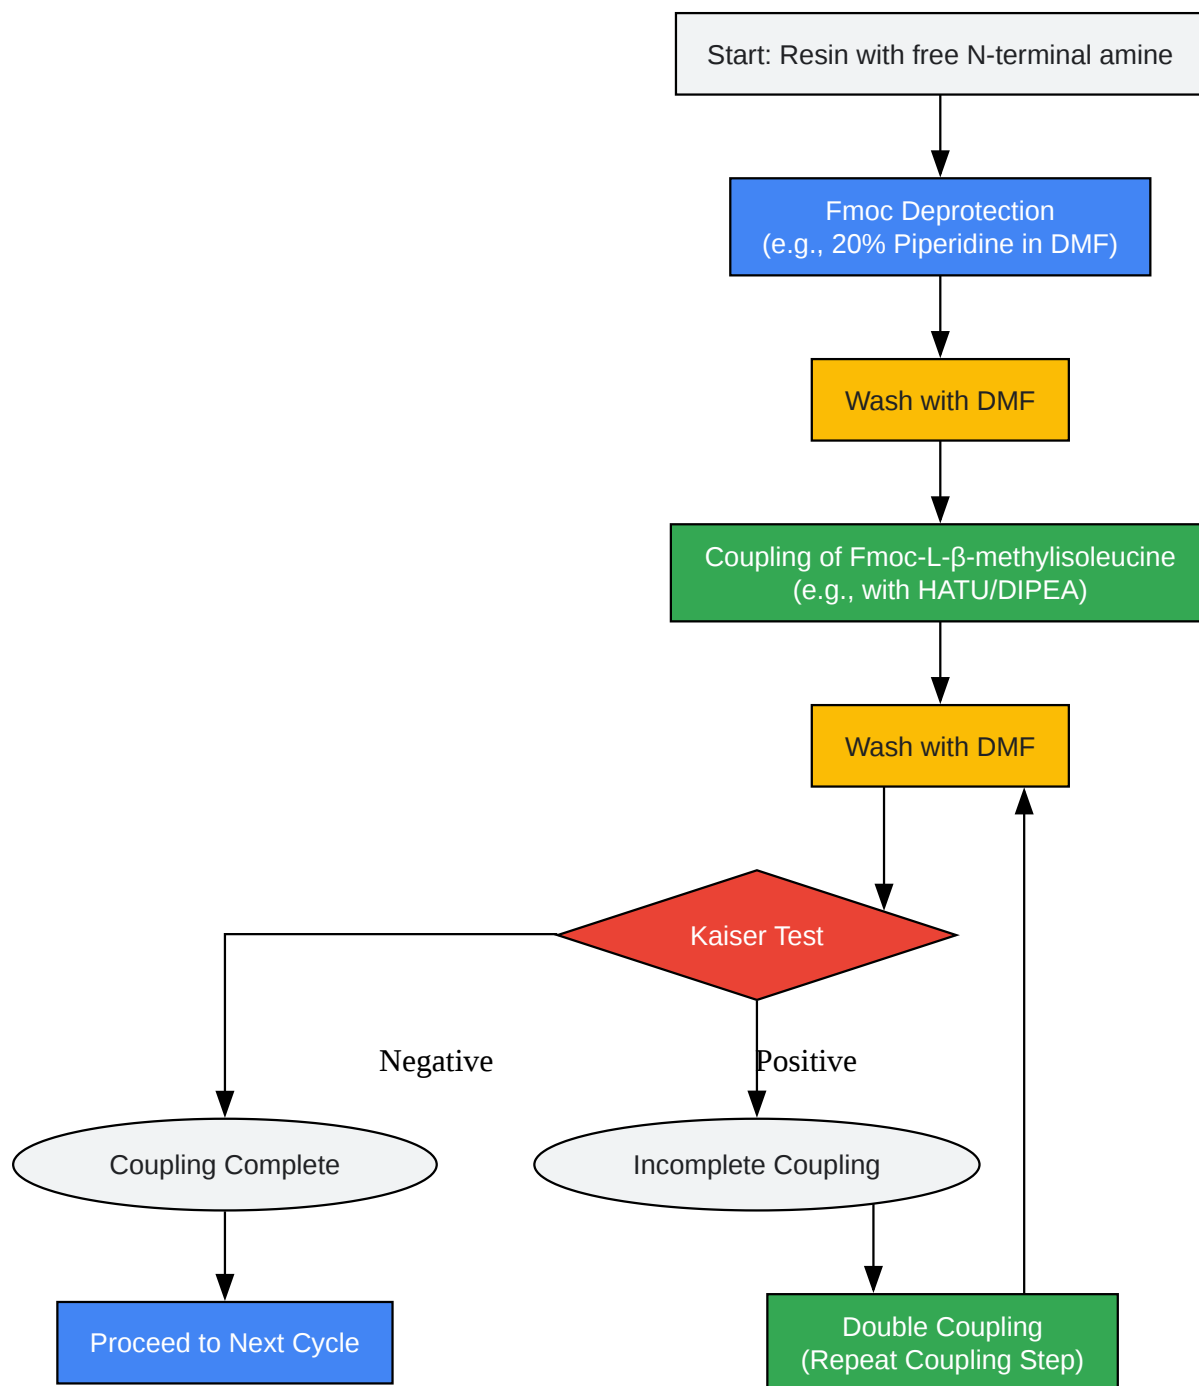 Start: Resin with free N-terminal amine
Fmoc Deprotection
(e.g., 20% Piperidine in DMF)
Wash with DMF
Coupling of Fmoc-L-β-methylisoleucine
(e.g., with HATU/DIPEA)
Wash with DMF
Kaiser Test
Negative
Positive
Coupling Complete
Incomplete Coupling
Proceed to Next Cycle
Double Coupling
(Repeat Coupling Step)